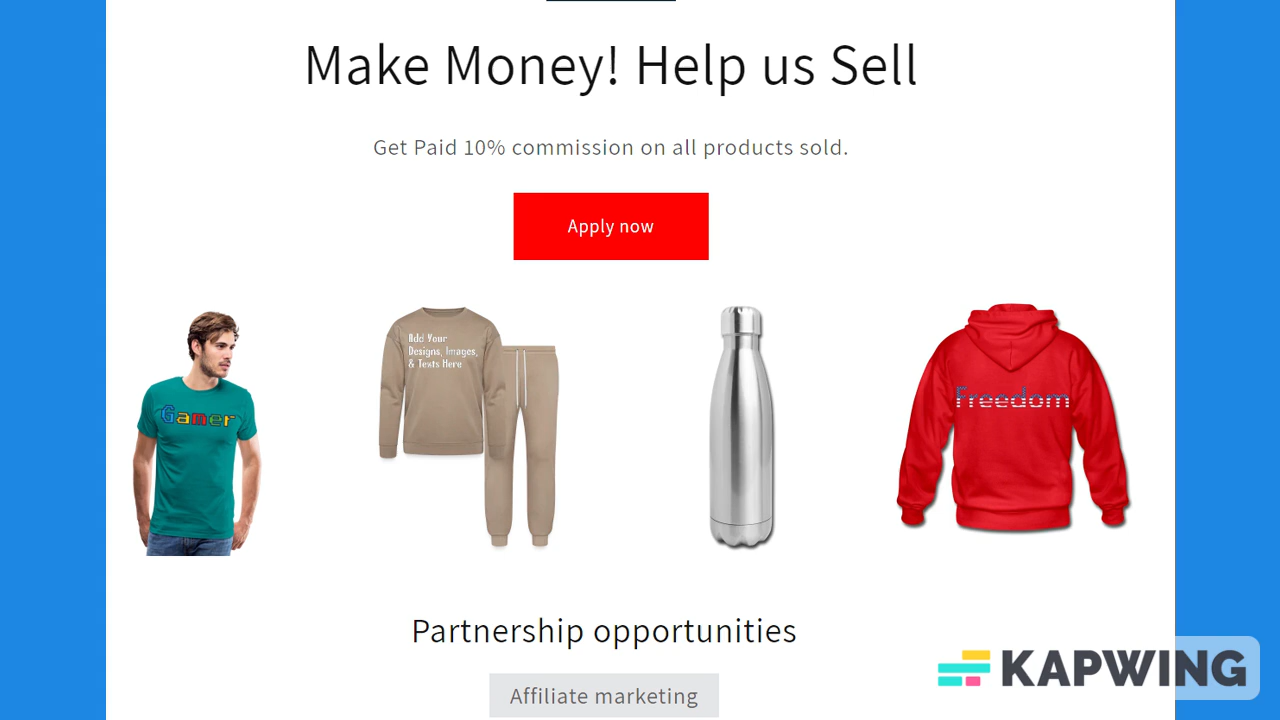 Make Money! Help us Sell
Get Paid 10% commission on all products sold.
Apply now
Gamer
Add Your
Designs, Images,
& Texts Here
Freedom
Partnership opportunities
Affiliate marketing
KAPWING